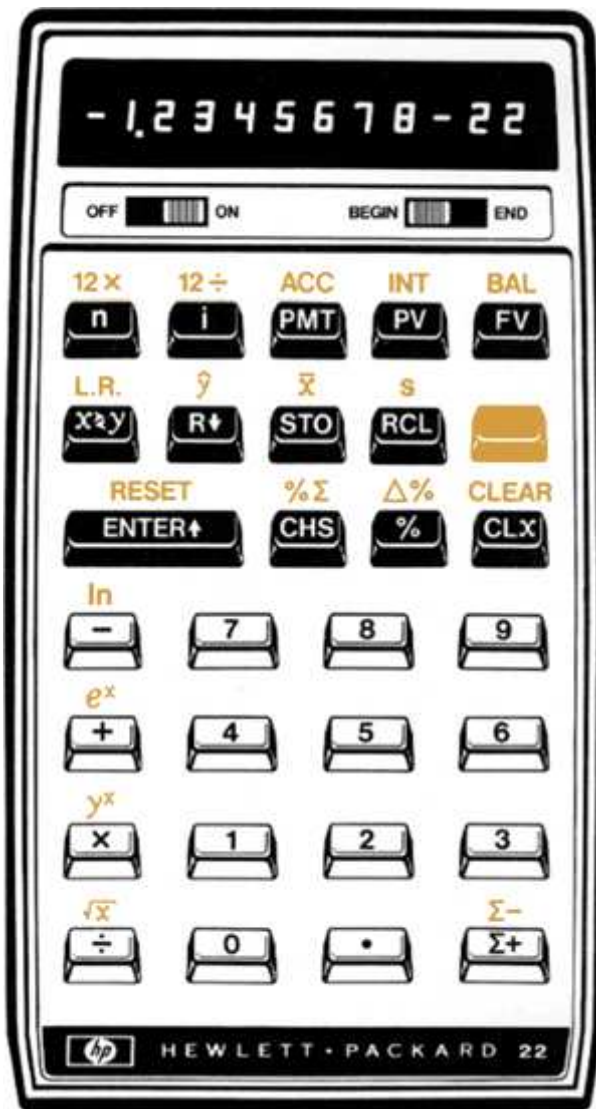 -1.2345678-22
OFF ON BEGIN END
12× 12÷ ACC INT BAL
n i PMT PV FV
L.R. ŷ x̄ s
x⇄y R↓ STO RCL
RESET %Σ Δ% CLEAR
ENTER↑ CHS % CLX
ln
− 7 8 9
eˣ
+ 4 5 6
yˣ
× 1 2 3
√x Σ−
÷ 0 • Σ+
hp HEWLETT • PACKARD 22